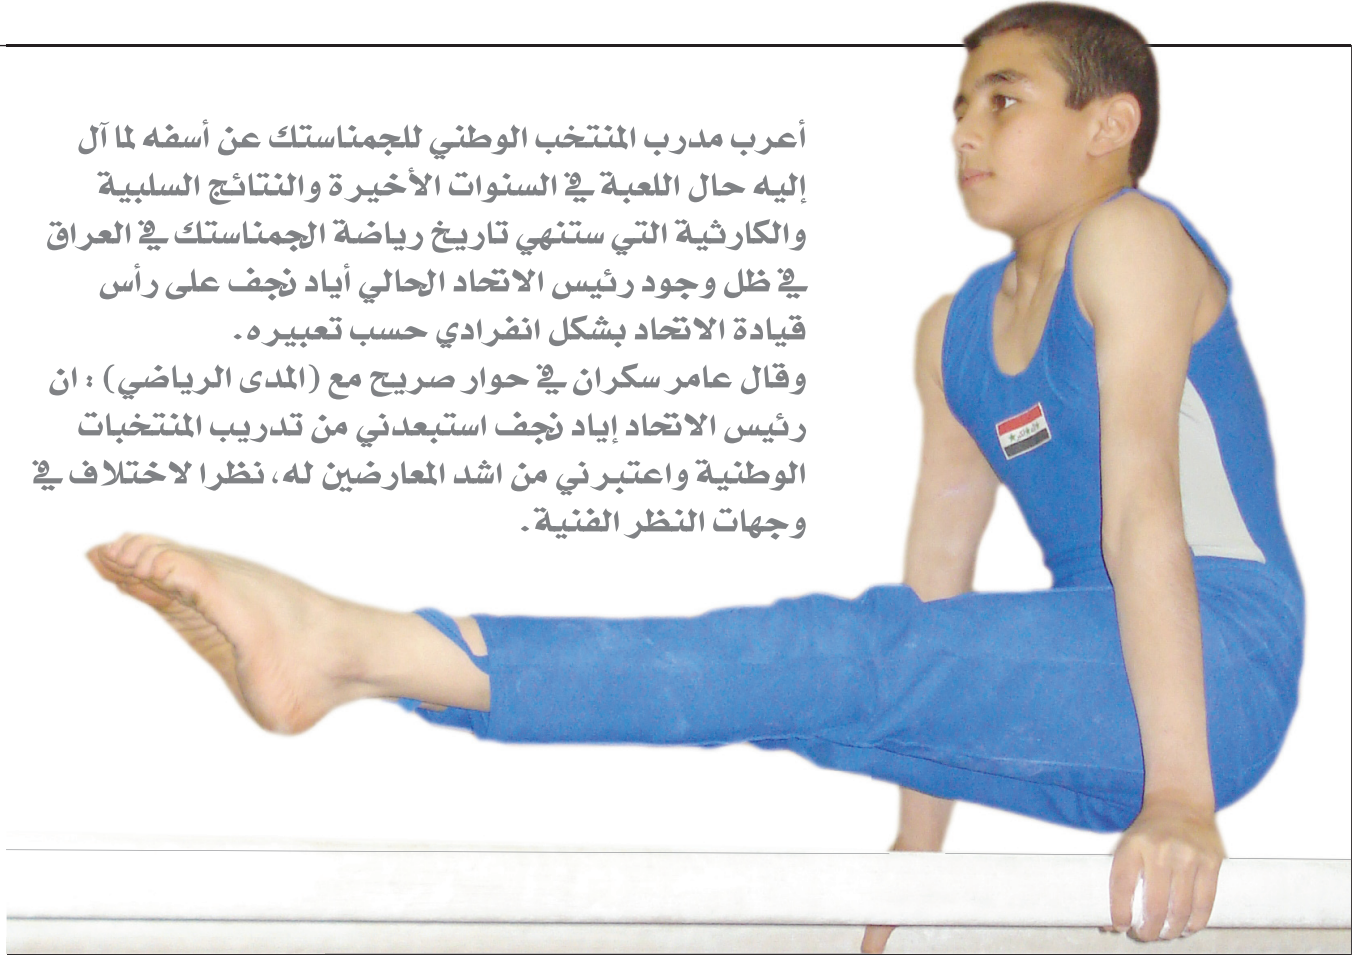 أعرب مدرب المنتخب الوطني للجمناستك عن أسفه لما آل
إليه حال اللعبة في السنوات الأخيرة والنتائج السلبية
والكارثية التي ستنهي تاريخ رياضة الجمناستك في العراق
في ظل وجود رئيس الاتحاد الحالي أياد نجف على رأس
قيادة الاتحاد بشكل انفرادي حسب تعبيره.
وقال عامر سكران في حوار صريح مع (المدى الرياضي) : ان
رئيس الاتحاد إياد نجف استبعدني من تدريب المنتخبات
الوطنية واعتبرني من اشد المعارضين له، نظرا لاختلاف في
وجهات النظر الفنية.